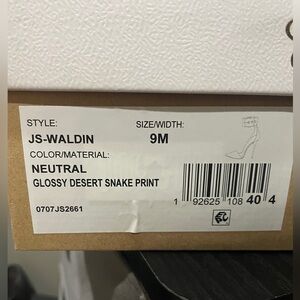 STYLE: SIZE/WIDTH:
JS-WALDIN 9M
COLOR/MATERIAL:
NEUTRAL
GLOSSY DESERT SNAKE PRINT
0707JS2661
1 92625 108 40 4